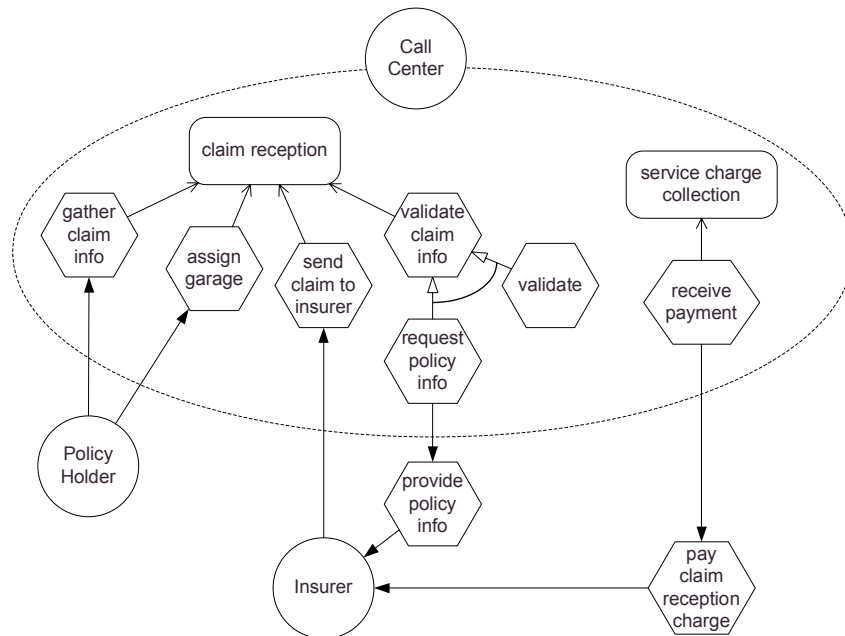 Call
Center
claim reception
service charge
collection
gather
claim
info
assign
garage
send
claim to
insurer
validate
claim
info
validate
receive
payment
request
policy
info
Policy
Holder
provide
policy
info
Insurer
pay
claim
reception
charge